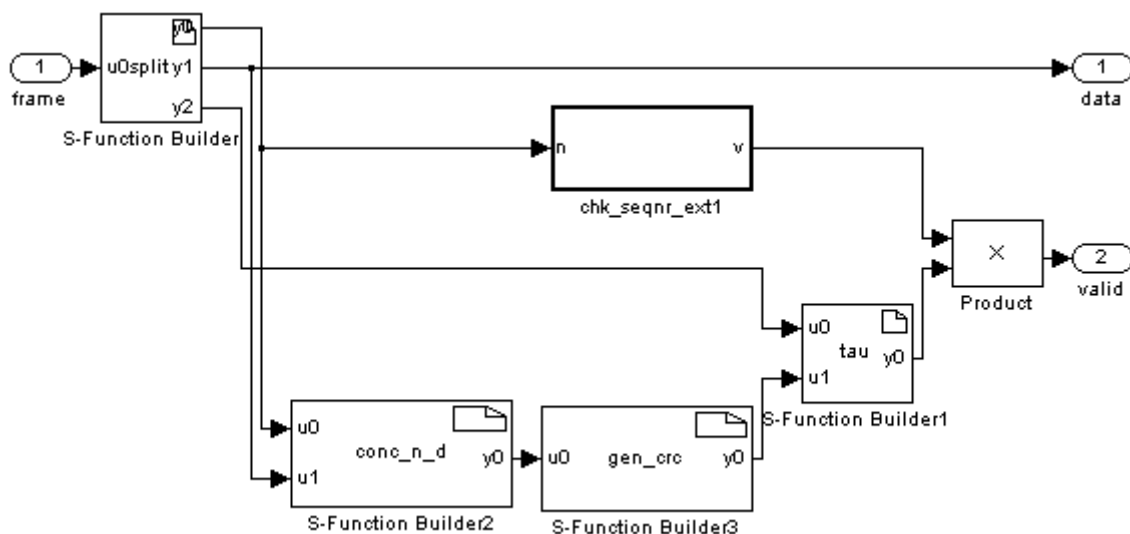 y0
1
u0 split y1
1
frame
y2
data
S-Function Builder
n
v
chk_seqnr_ext1
×
2
Product
valid
u0
tau
y0
u1
S-Function Builder1
u0
conc_n_d
y0
u0
gen_crc
y0
u1
S-Function Builder2
S-Function Builder3